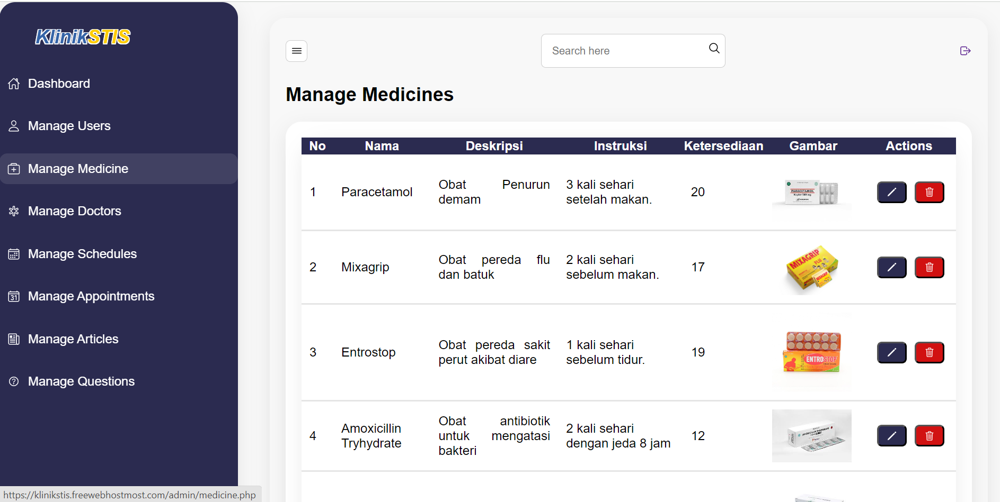 KlinikSTIS
Search here
Dashboard
Manage Users
Manage Medicine
Manage Doctors
Manage Schedules
31
Manage Appointments
Manage Articles
Manage Questions
Manage Medicines
No Nama Deskripsi Instruksi Ketersediaan Gambar Actions
1 Paracetamol Obat Penurun 3 kali sehari 20
demam setelah makan.
PARACETAMOL
Kaplet 500 mg
2 Mixagrip Obat pereda flu 2 kali sehari 17
dan batuk sebelum makan.
MIXAGRIP
FLU
3 Entrostop Obat pereda sakit 1 kali sehari 19
perut akibat diare sebelum tidur.
ENTROSTOP
4 Amoxicillin Obat antibiotik 2 kali sehari 12
Tryhydrate untuk mengatasi dengan jeda 8 jam
bakteri
https://klinikstis.freewebhostmost.com/admin/medicine.php